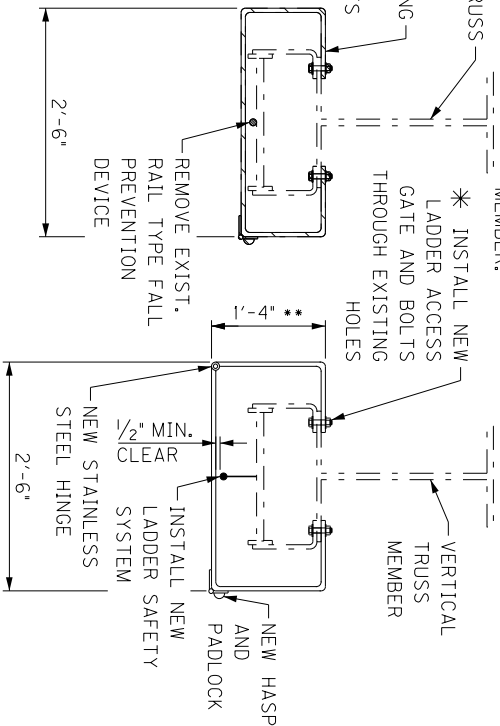 MEMBER.
RUSS
NG
S
2'-6"
REMOVE EXIST.
RAIL TYPE FALL
PREVENTION
DEVICE
* INSTALL NEW
LADDER ACCESS
GATE AND BOLTS
THROUGH EXISTING
HOLES
VERTICAL
TRUSS
MEMBER
1'-4" **
1/2" MIN.
CLEAR
2'-6"
NEW STAINLESS
STEEL HINGE
INSTALL NEW
LADDER SAFETY
SYSTEM
NEW HASP
AND
PADLOCK